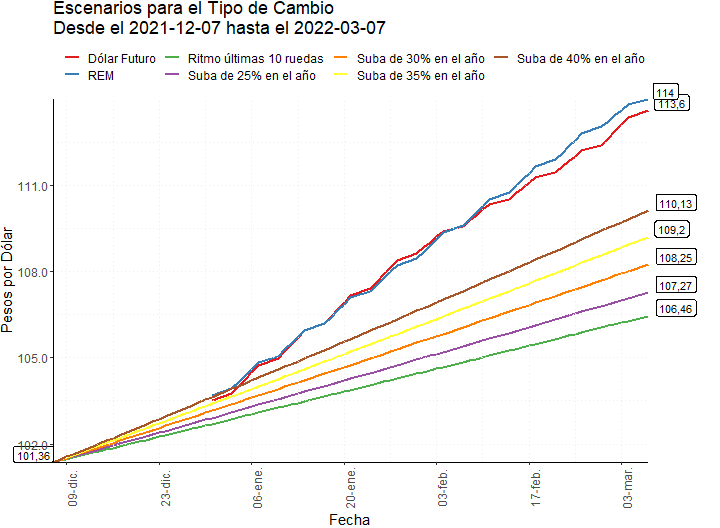 Escenarios para el Tipo de Cambio
Desde el 2021-12-07 hasta el 2022-03-07
Dólar Futuro
Ritmo últimas 10 ruedas
Suba de 30% en el año
Suba de 40% en el año
REM
Suba de 25% en el año
Suba de 35% en el año
114
113,6
111.0
110,13
109,2
108,25
107,27
106,46
108.0
105.0
102.0
101,36
Pesos por Dólar
09-dic.
23-dic.
06-ene.
20-ene.
03-feb.
17-feb.
03-mar.
Fecha